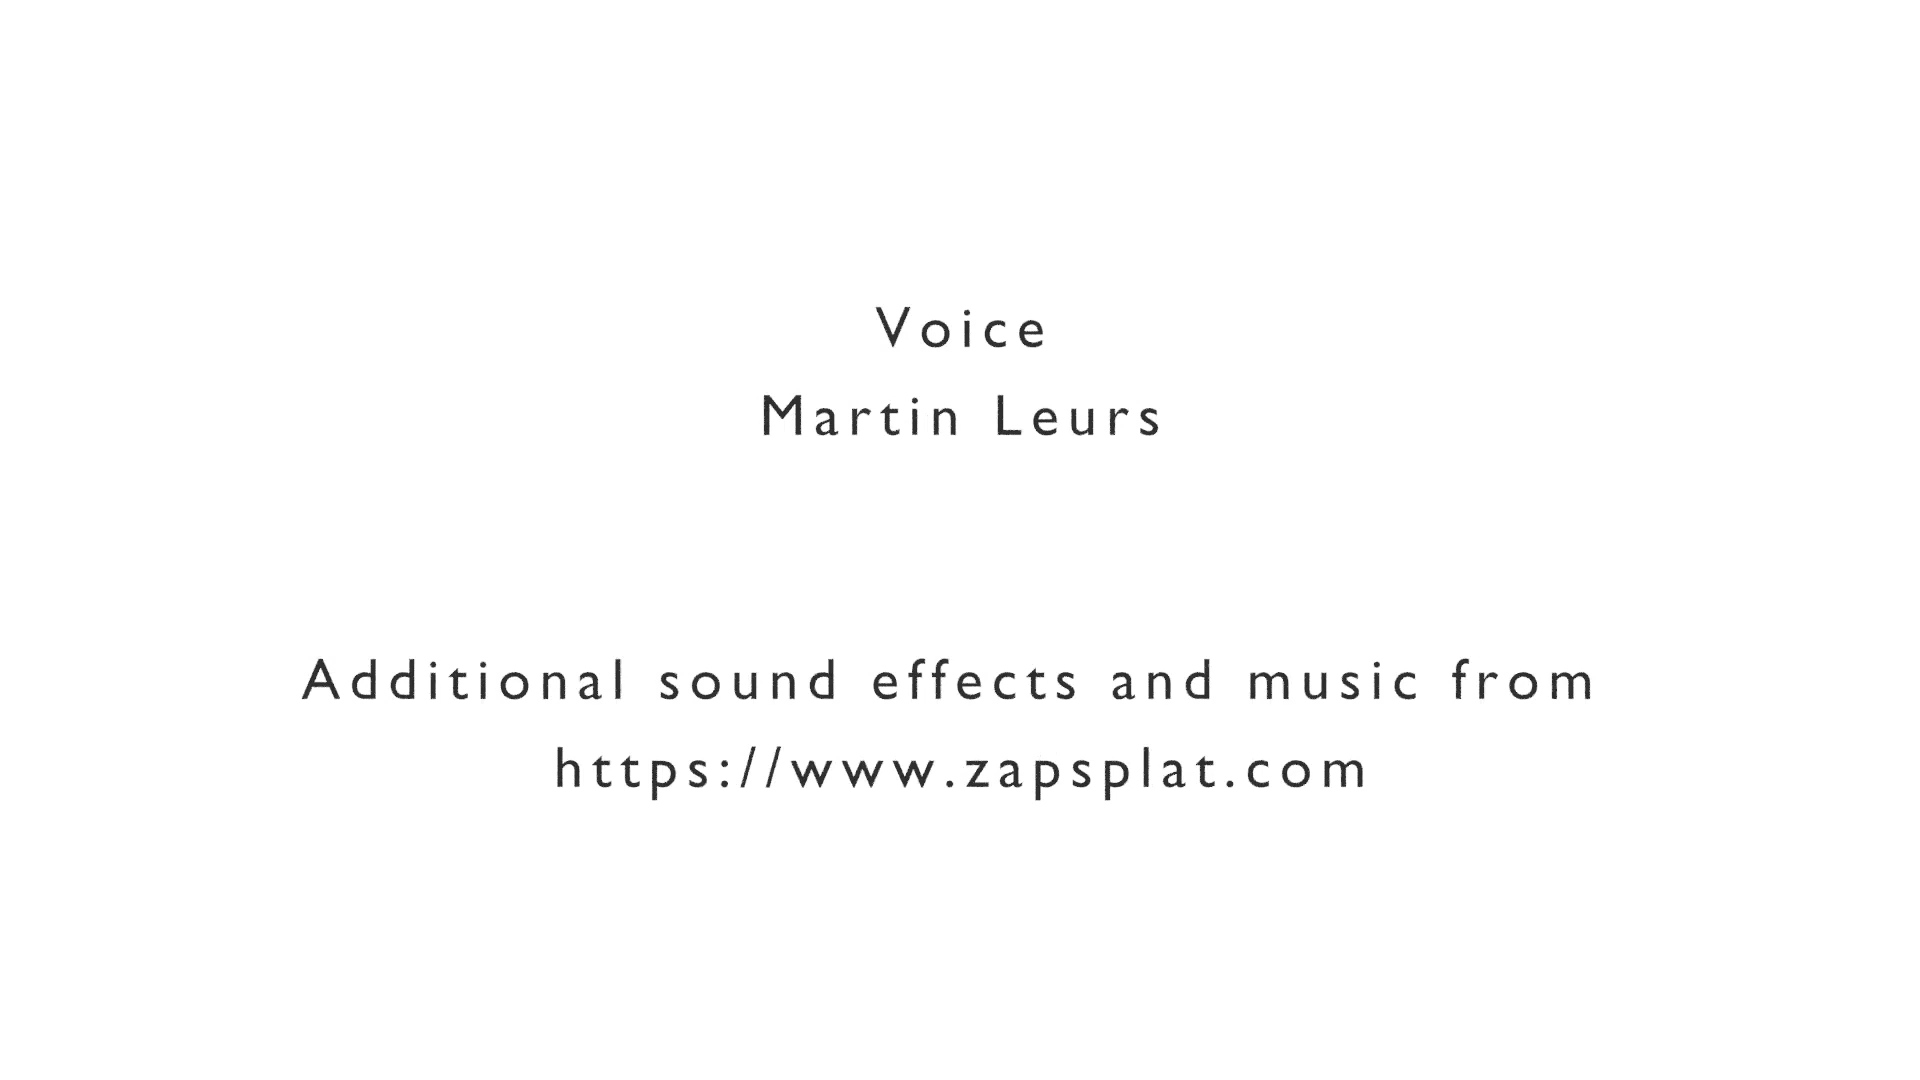 Voice
Martin Leurs
Additional sound effects and music from
https://www.zapsplat.com